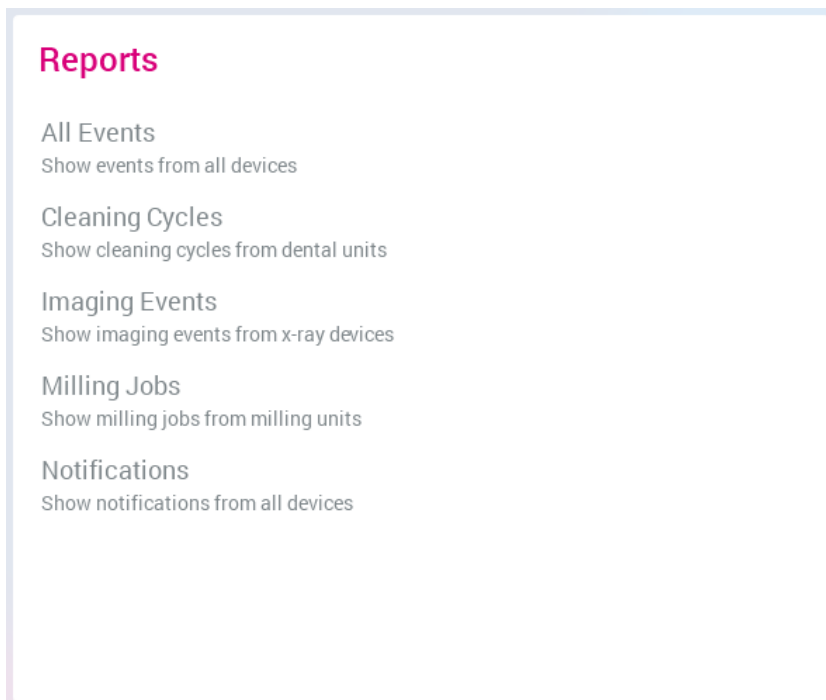 Reports
All Events
Show events from all devices
Cleaning Cycles
Show cleaning cycles from dental units
Imaging Events
Show imaging events from x-ray devices
Milling Jobs
Show milling jobs from milling units
Notifications
Show notifications from all devices